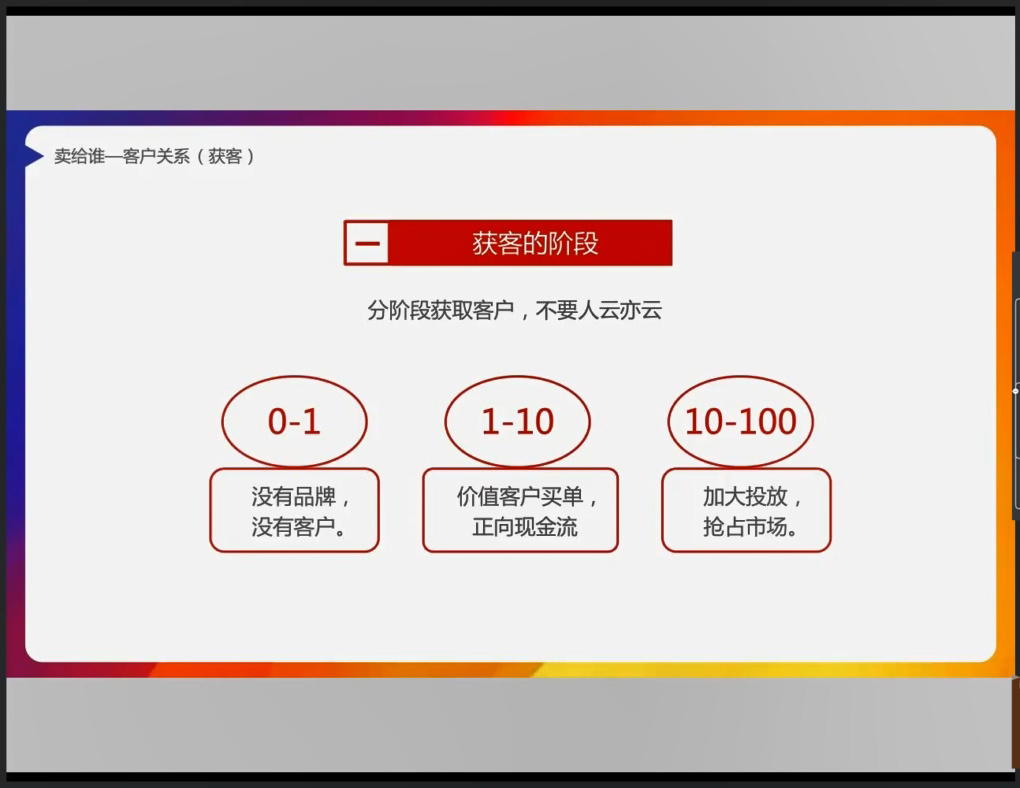 卖给谁—客户关系（获客）
一 获客的阶段
分阶段获取客户，不要人云亦云
0-1
1-10
10-100
没有品牌，
没有客户。
价值客户买单，
正向现金流
加大投放，
抢占市场。